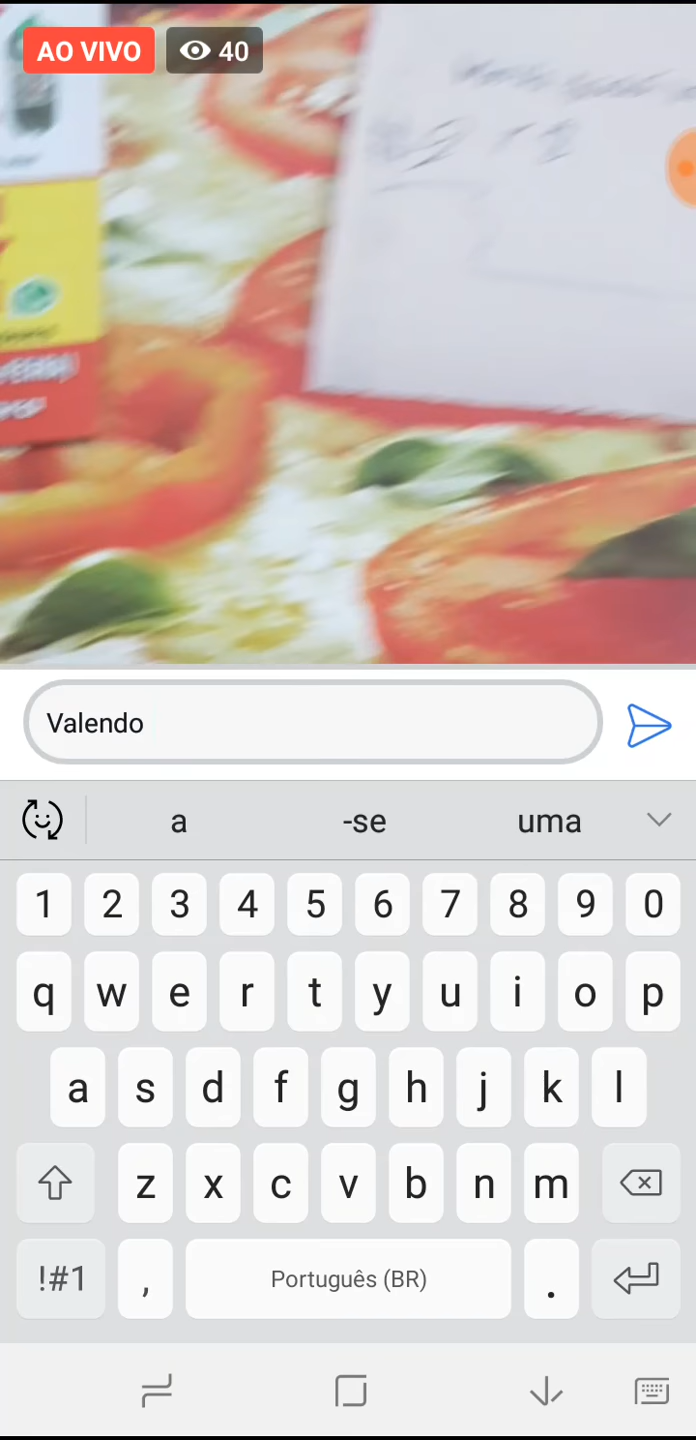 AO VIVO 40
Valendo
a -se uma
1 2 3 4 5 6 7 8 9 0
q w e r t y u i o p
a s d f g h j k l
z x c v b n m
!#1 , Português (BR) .